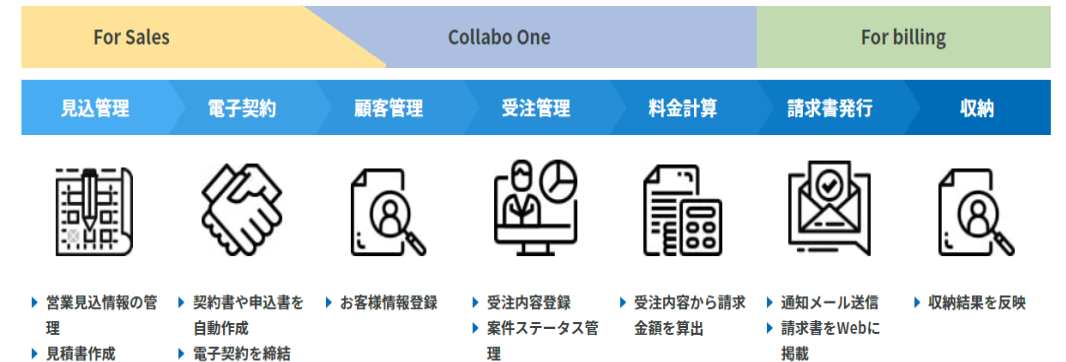 For Sales
Collabo One
For billing
見込管理
電子契約
顧客管理
受注管理
料金計算
請求書発行
収納
営業見込情報の管
理
見積書作成
契約書や申込書を
自動作成
電子契約を締結
お客様情報登録
受注内容登録
案件ステータス管
理
受注内容から請求
金額を算出
通知メール送信
請求書をWebに
掲載
収納結果を反映